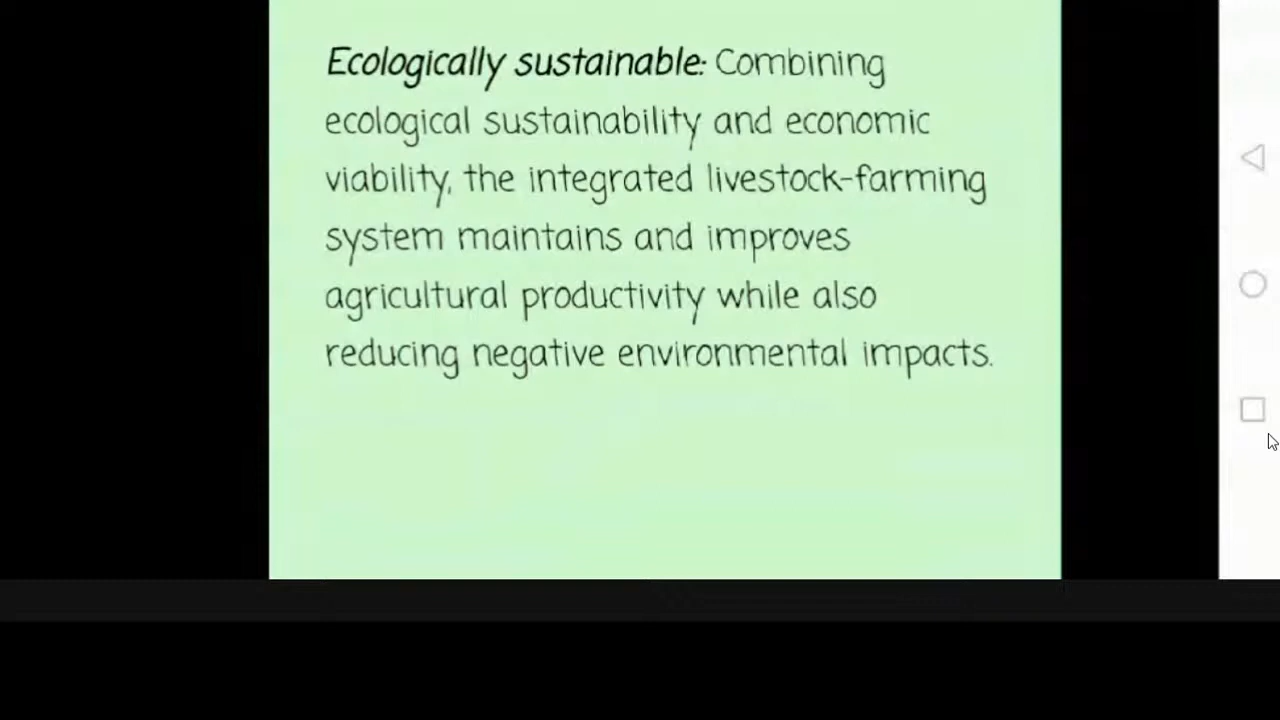 Ecologically sustainable: Combining
ecological sustainability and economic
viability, the integrated livestock-farming
system maintains and improves
agricultural productivity while also
reducing negative environmental impacts.